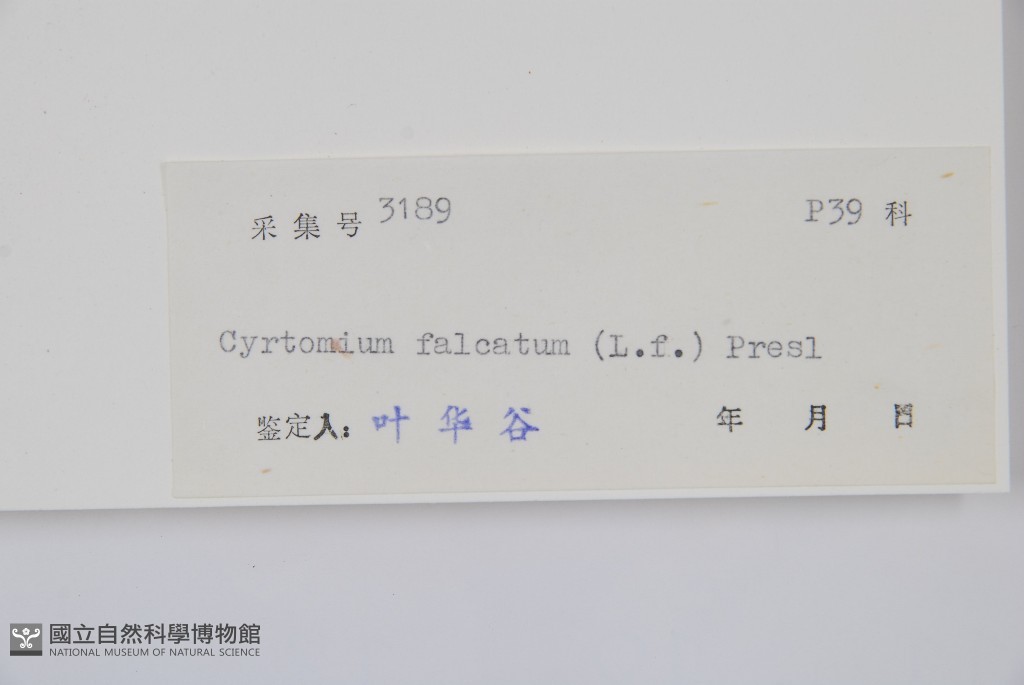 采集号 3189 P39 科
Cyrtomium falcatum (L.f.) Presl
鉴定人: 叶华谷 年 月 日
國立自然科學博物館
NATIONAL MUSEUM OF NATURAL SCIENCE